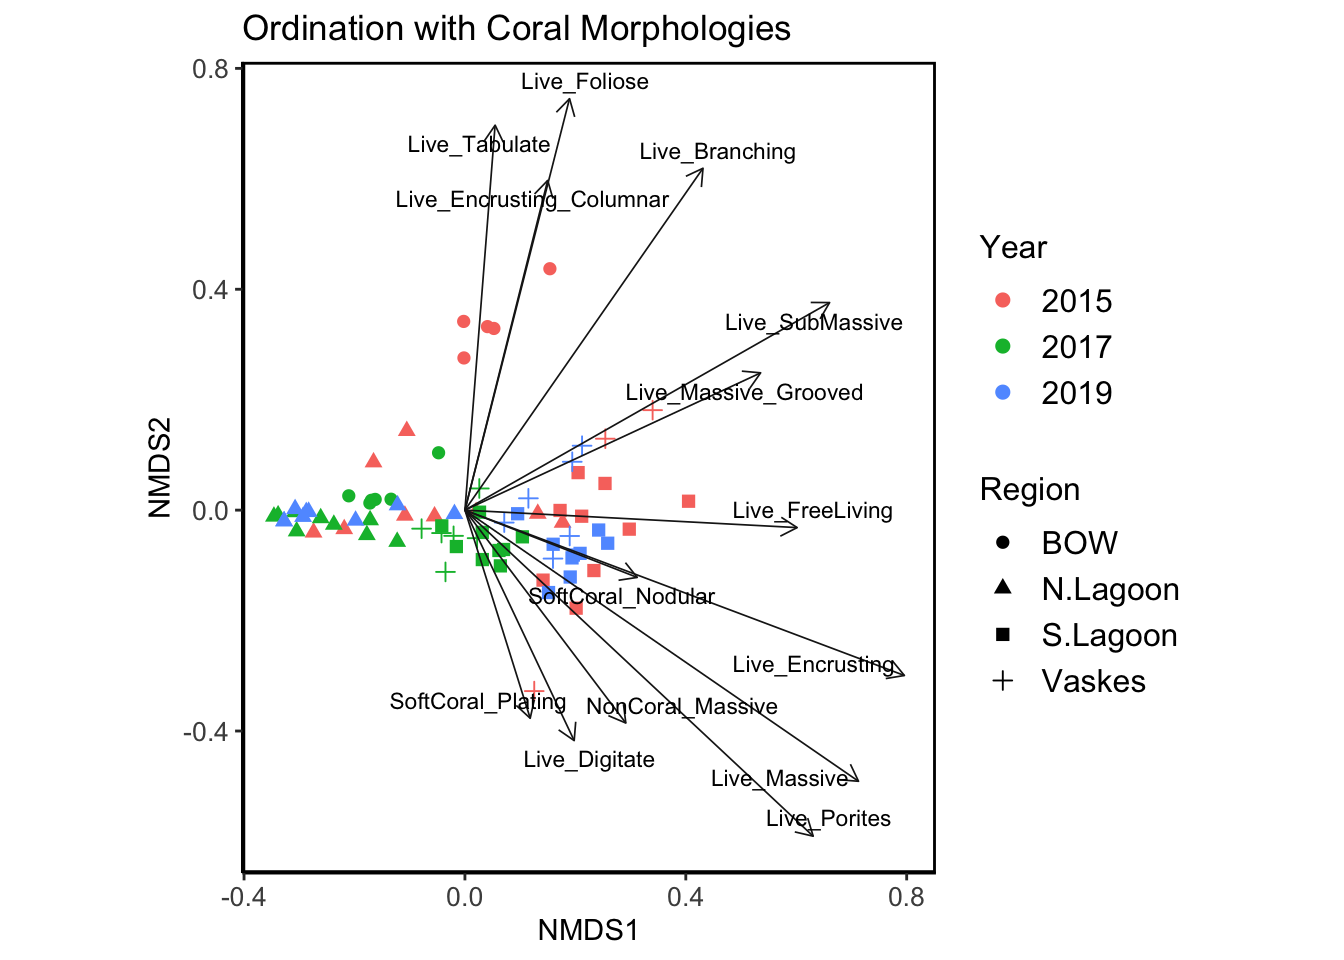 Ordination with Coral Morphologies
0.8
Live_Foliose
Live_Tabulate
Live_Branching
Live_Encrusting_Columnar
Year
0.4
2015
Live_SubMassive
2017
Live_Massive_Grooved
2019
NMDS2
Region
0.0
Live_FreeLiving
BOW
N.Lagoon
SoftCoral_Nodular
S.Lagoon
Live_Encrusting
Vaskes
SoftCoral_Plating
NonCoral_Massive
-0.4
Live_Digitate
Live_Massive
Live_Porites
-0.4
0.0
0.4
0.8
NMDS1